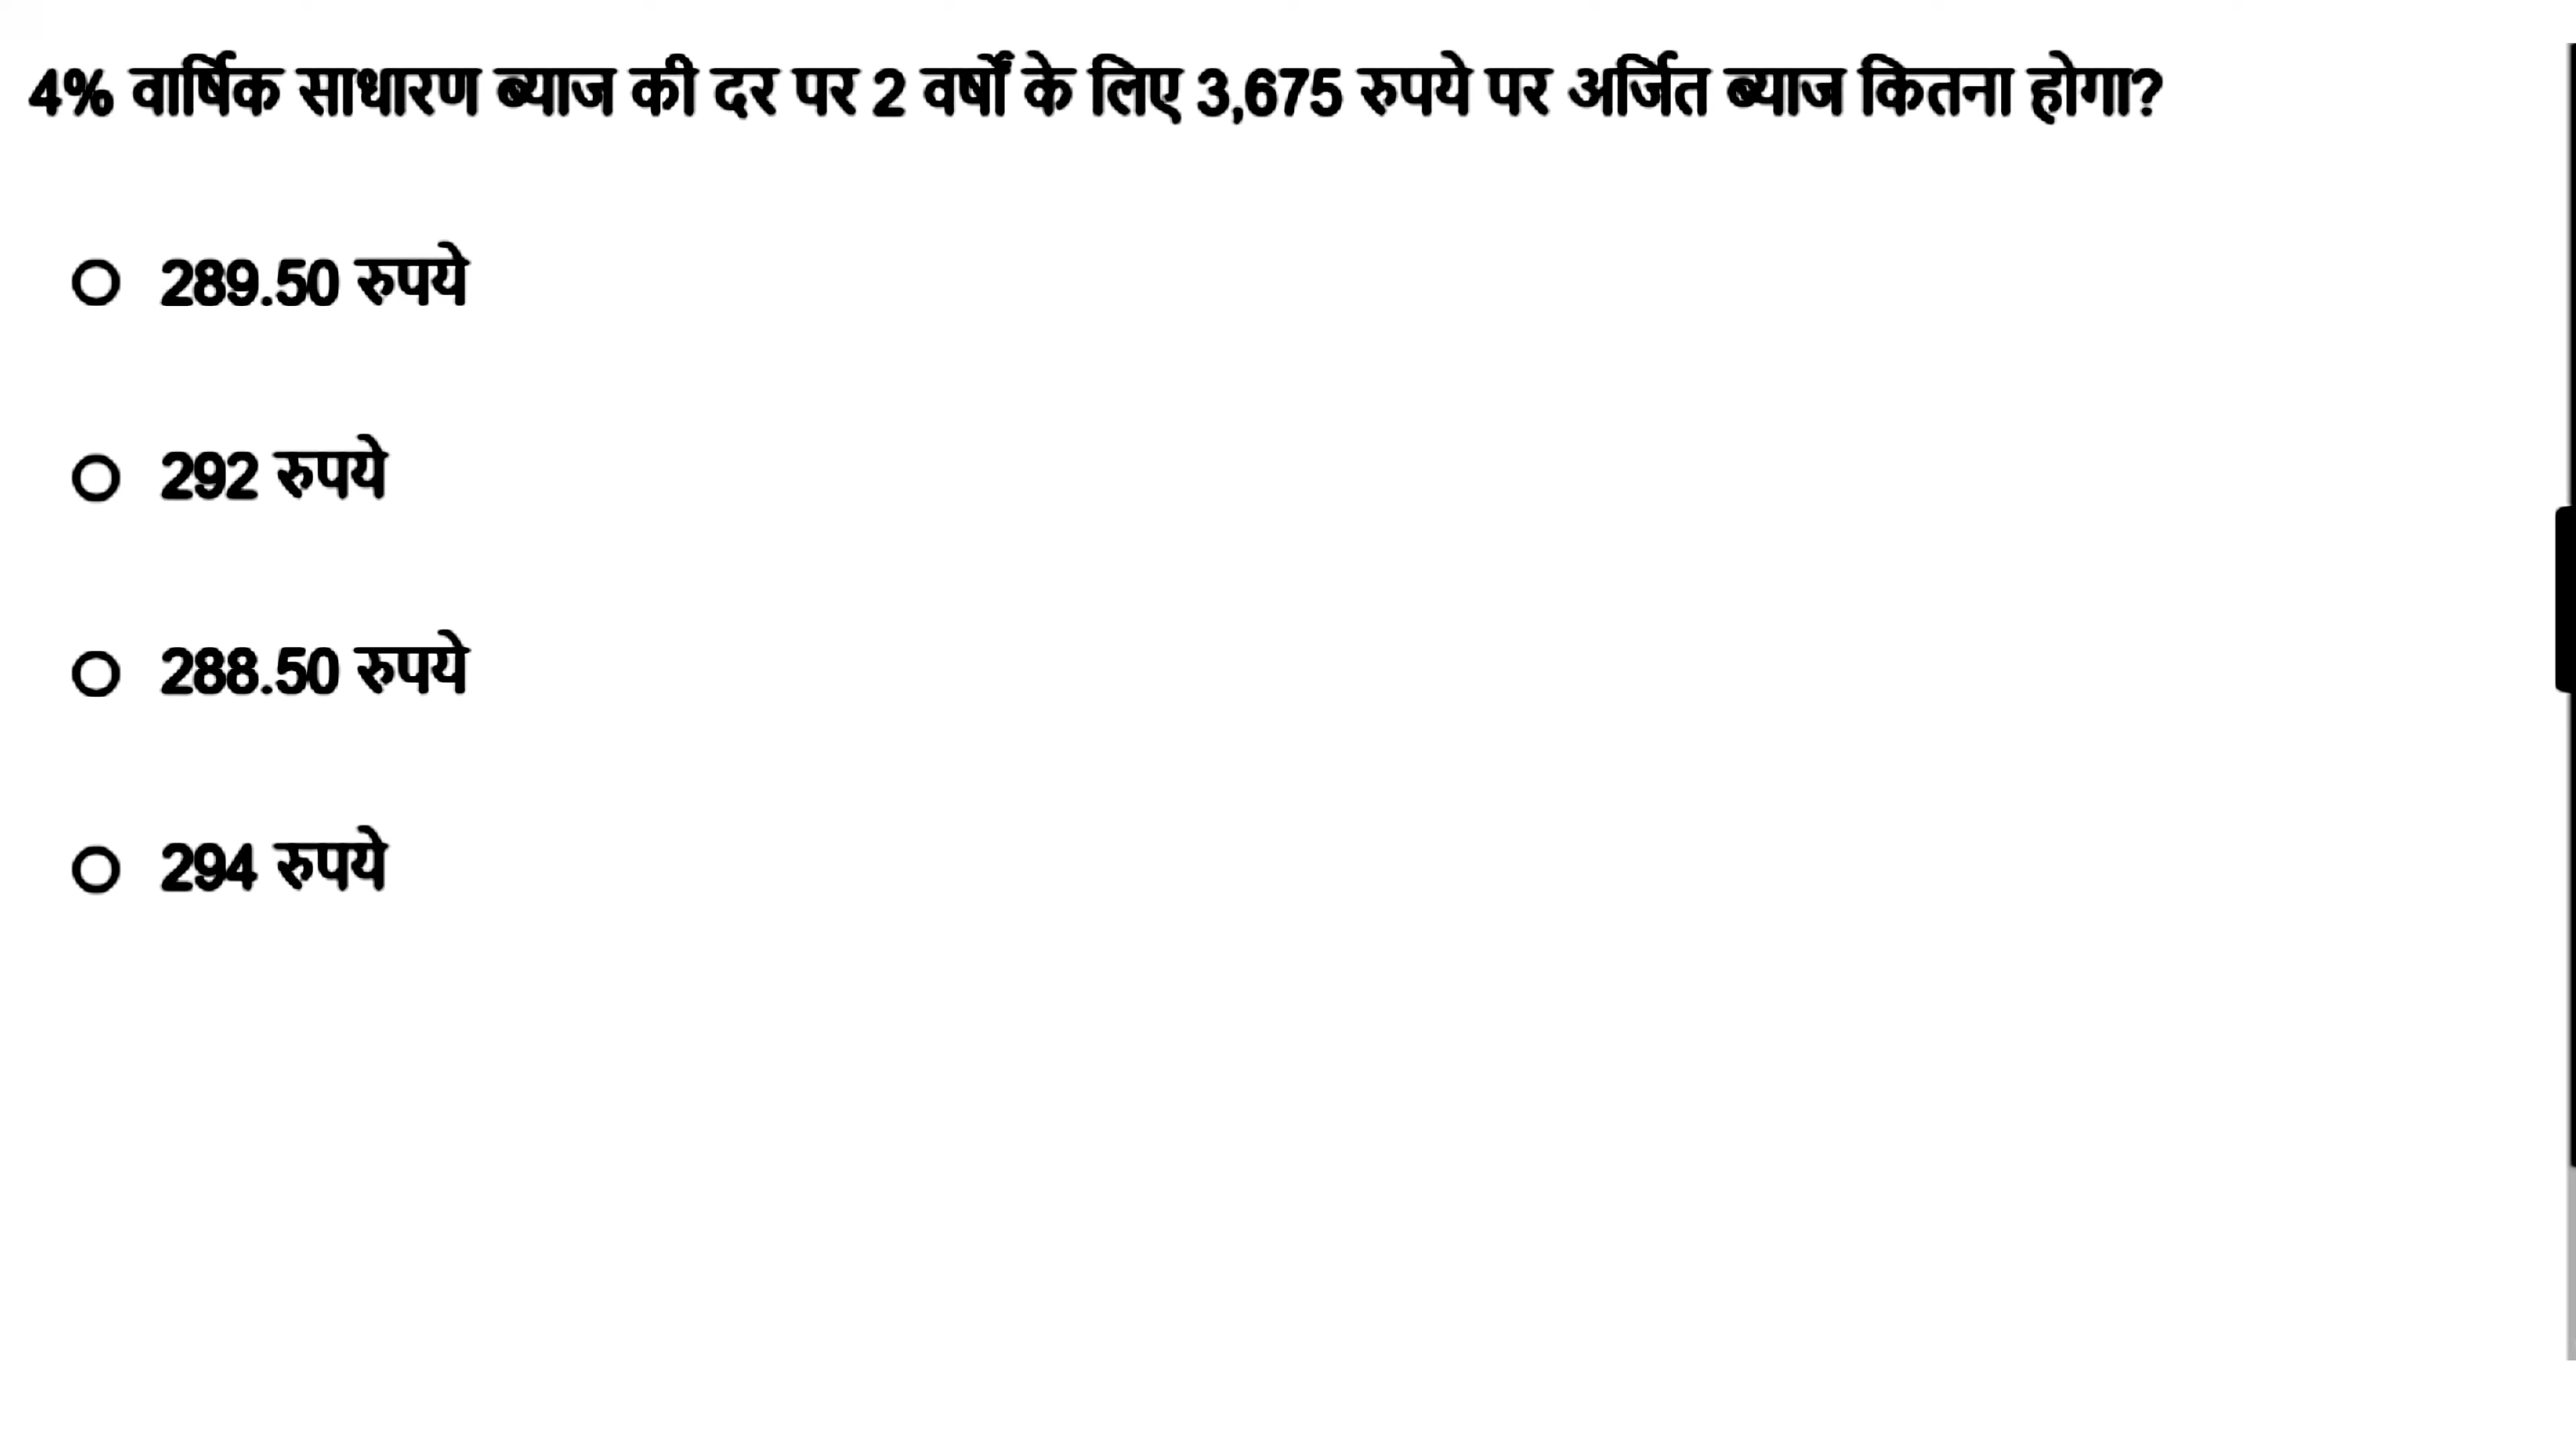 4% वार्षिक साधारण ब्याज की दर पर 2 वर्षों के लिए 3,675 रुपये पर अर्जित ब्याज कितना होगा?
289.50 रुपये
292 रुपये
288.50 रुपये
294 रुपये